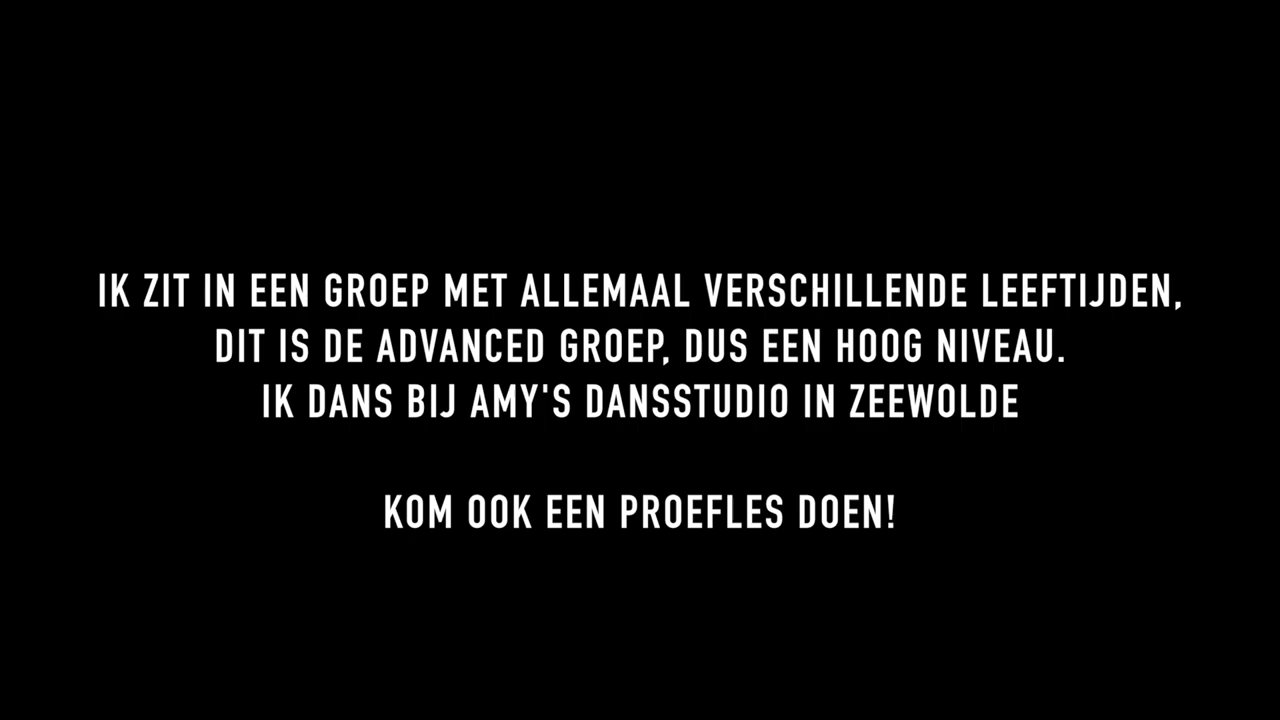 IK ZIT IN EEN GROEP MET ALLEMAAL VERSCHILLENDE LEEFTIJDEN,
DIT IS DE ADVANCED GROEP, DUS EEN HOOG NIVEAU.
IK DANS BIJ AMY'S DANSSTUDIO IN ZEEWOLDE
KOM OOK EEN PROEFLES DOEN!